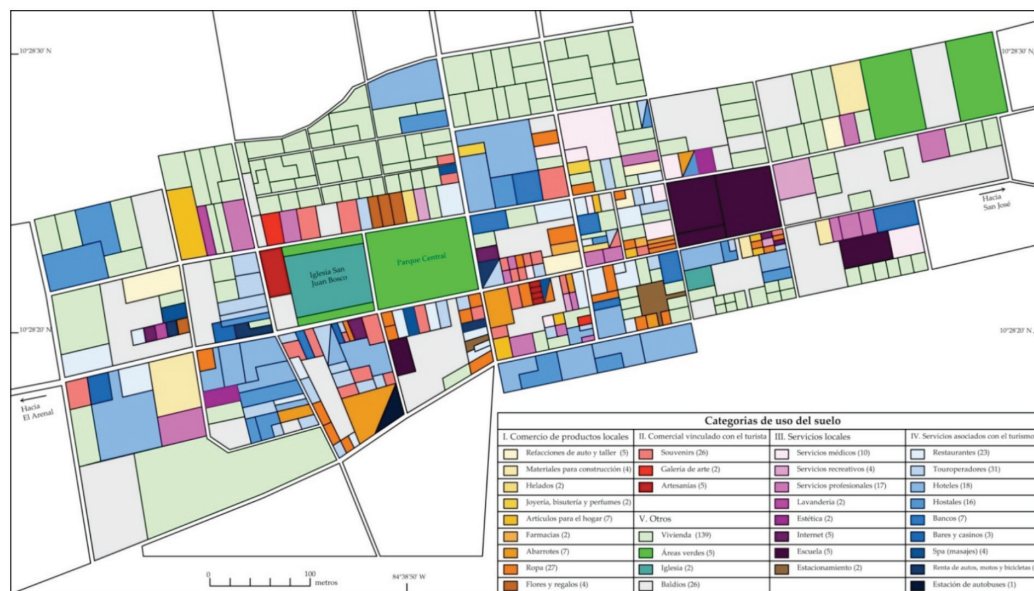 10°28'30' N
10°28'30' N
Hacia
San José
Iglesia San
Juan Bosco
Parque Central
10°28'20' N
10°28'20' N
Hacia
El Arenal
0 100
metros
84°38'50' W
Categorias de uso del suelo
I. Comercio de productos locales
Refacciones de auto y taller (5)
Materiales para construcción (4)
Helados (2)
Joyería, bisutería y perfumes (2)
Artículos para el hogar (7)
Farmacias (2)
Abarrotes (7)
Ropa (27)
Flores y regalos (4)
II. Comercial vinculado con el turista
Souvenirs (26)
Galería de arte (2)
Artesanías (5)
V. Otros
Vivienda (139)
Áreas verdes (5)
Iglesia (2)
Baldíos (26)
III. Servicios locales
Servicios médicos (10)
Servicios recreativos (4)
Servicios profesionales (17)
Lavandería (2)
Estética (2)
Internet (5)
Escuela (5)
Estacionamiento (2)
IV. Servicios asociados con el turismo
Restaurantes (23)
Touroperadores (31)
Hoteles (18)
Hostales (16)
Bancos (7)
Bares y casinos (3)
Spa (masajes) (4)
Renta de autos, motos y bicicletas
Estación de autobuses (1)